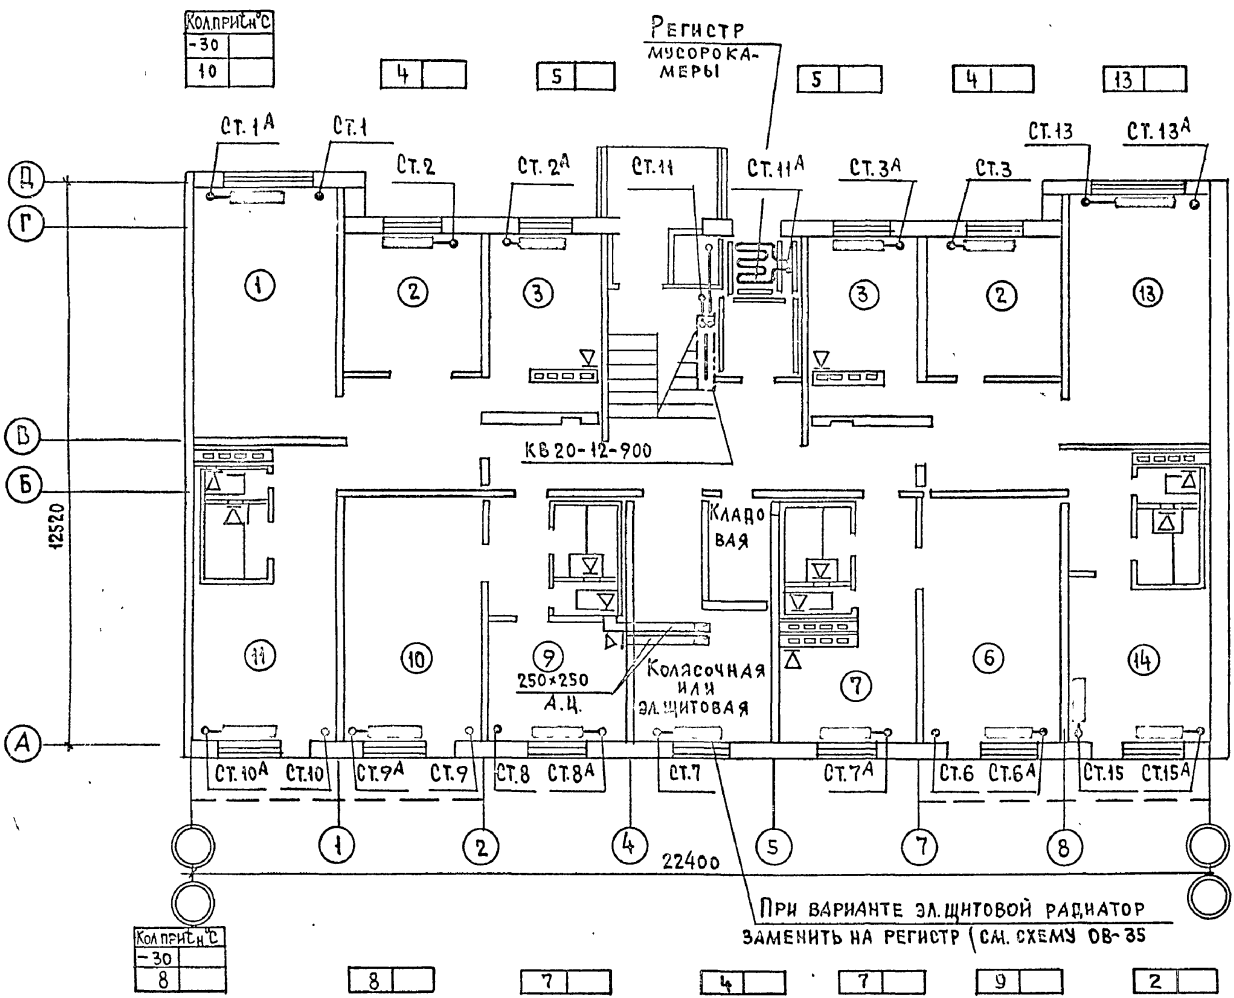 КОЛ.ПРИ tн°С
-30
10
4
5
РЕГИСТР
МУСОРОКА-
МЕРЫ
5
4
13
СТ.1А
СТ.1
СТ.2
СТ.2А
СТ.11
СТ.11А
СТ.3А
СТ.3
СТ.13
СТ.13А
Д
Г
1
2
3
3
2
13
В
КВ 20-12-900
Б
12520
КЛАДО
ВАЯ
11
10
9
250×250
А.Ц.
КОЛЯСОЧНАЯ
ИЛИ
ЭЛ.ЩИТОВАЯ
7
6
14
А
СТ.10А
СТ.10
СТ.9А
СТ.9
СТ.8
СТ.8А
СТ.7
СТ.7А
СТ.6
СТ.6А
СТ.15
СТ.15А
1
2
4
5
7
8
22400
ПРИ ВАРИАНТЕ ЭЛ.ЩИТОВОЙ РАДИАТОР
ЗАМЕНИТЬ НА РЕГИСТР (СМ. СХЕМУ ОВ-35
КОЛ ПРИ tн°С
-30
8
8
7
4
7
9
2